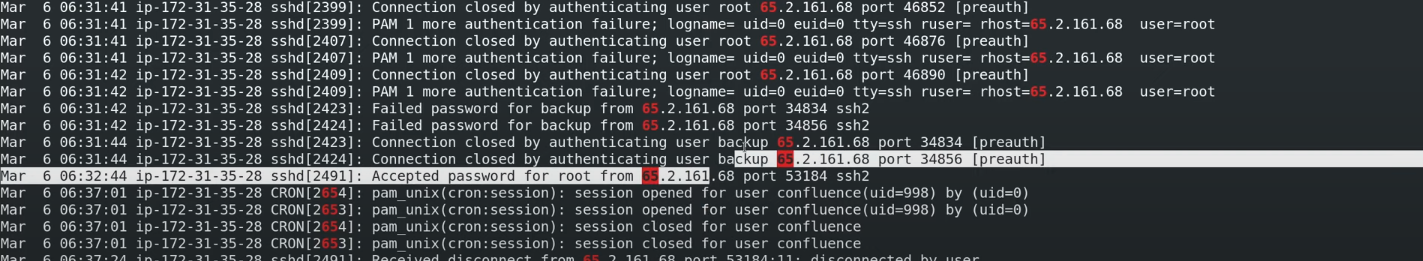 Mar  6 06:31:41 ip-172-31-35-28 sshd[2399]: Connection closed by authenticating user root 65.2.161.68 port 46852 [preauth]
Mar  6 06:31:41 ip-172-31-35-28 sshd[2399]: PAM 1 more authentication failure; logname= uid=0 euid=0 tty=ssh ruser= rhost=65.2.161.68  user=root
Mar  6 06:31:41 ip-172-31-35-28 sshd[2407]: Connection closed by authenticating user root 65.2.161.68 port 46876 [preauth]
Mar  6 06:31:41 ip-172-31-35-28 sshd[2407]: PAM 1 more authentication failure; logname= uid=0 euid=0 tty=ssh ruser= rhost=65.2.161.68  user=root
Mar  6 06:31:42 ip-172-31-35-28 sshd[2409]: Connection closed by authenticating user root 65.2.161.68 port 46890 [preauth]
Mar  6 06:31:42 ip-172-31-35-28 sshd[2409]: PAM 1 more authentication failure; logname= uid=0 euid=0 tty=ssh ruser= rhost=65.2.161.68  user=root
Mar  6 06:31:42 ip-172-31-35-28 sshd[2423]: Failed password for backup from 65.2.161.68 port 34834 ssh2
Mar  6 06:31:42 ip-172-31-35-28 sshd[2424]: Failed password for backup from 65.2.161.68 port 34856 ssh2
Mar  6 06:31:44 ip-172-31-35-28 sshd[2423]: Connection closed by authenticating user backup 65.2.161.68 port 34834 [preauth]
Mar  6 06:31:44 ip-172-31-35-28 sshd[2424]: Connection closed by authenticating user backup 65.2.161.68 port 34856 [preauth]
Mar  6 06:32:44 ip-172-31-35-28 sshd[2491]: Accepted password for root from 65.2.161.68 port 53184 ssh2
Mar  6 06:37:01 ip-172-31-35-28 CRON[2654]: pam_unix(cron:session): session opened for user confluence(uid=998) by (uid=0)
Mar  6 06:37:01 ip-172-31-35-28 CRON[2653]: pam_unix(cron:session): session opened for user confluence(uid=998) by (uid=0)
Mar  6 06:37:01 ip-172-31-35-28 CRON[2654]: pam_unix(cron:session): session closed for user confluence
Mar  6 06:37:01 ip-172-31-35-28 CRON[2653]: pam_unix(cron:session): session closed for user confluence
Mar  6 06:37:24 ip-172-31-35-28 sshd[2491]: Received disconnect from 65.2.161.68 port 53184:11: disconnected by user